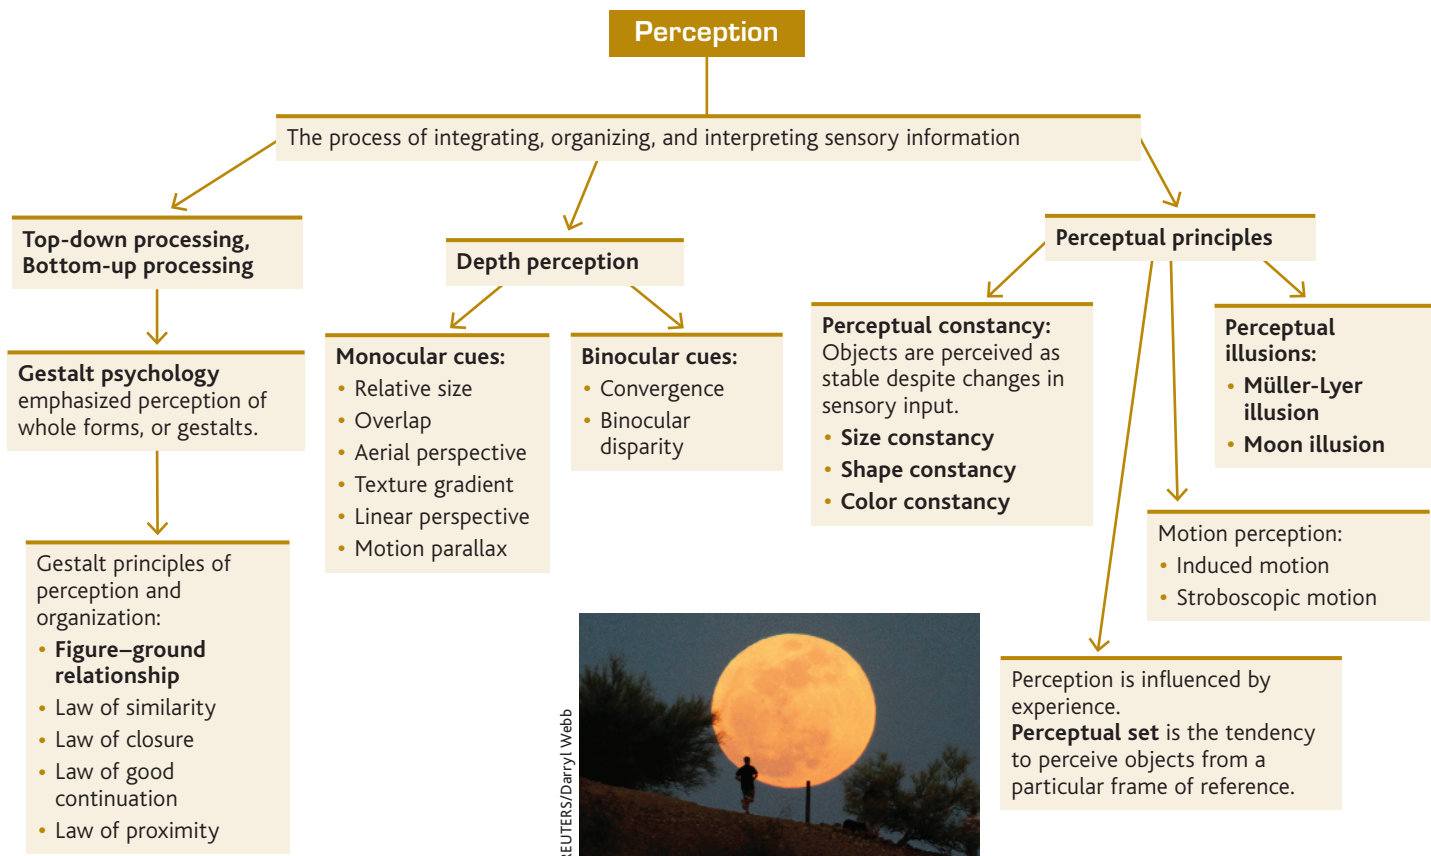 Perception
The process of integrating, organizing, and interpreting sensory information
Top-down processing,
Bottom-up processing
Gestalt psychology
emphasized perception of
whole forms, or gestalts.
Gestalt principles of
perception and
organization:
• Figure–ground
relationship
• Law of similarity
• Law of closure
• Law of good
continuation
• Law of proximity
Depth perception
Monocular cues:
• Relative size
• Overlap
• Aerial perspective
• Texture gradient
• Linear perspective
• Motion parallax
Binocular cues:
• Convergence
• Binocular
disparity
Perceptual principles
Perceptual constancy:
Objects are perceived as
stable despite changes in
sensory input.
• Size constancy
• Shape constancy
• Color constancy
Perceptual
illusions:
• Müller-Lyer
illusion
• Moon illusion
Motion perception:
• Induced motion
• Stroboscopic motion
Perception is influenced by
experience.
Perceptual set is the tendency
to perceive objects from a
particular frame of reference.
REUTERS/Darryl Webb